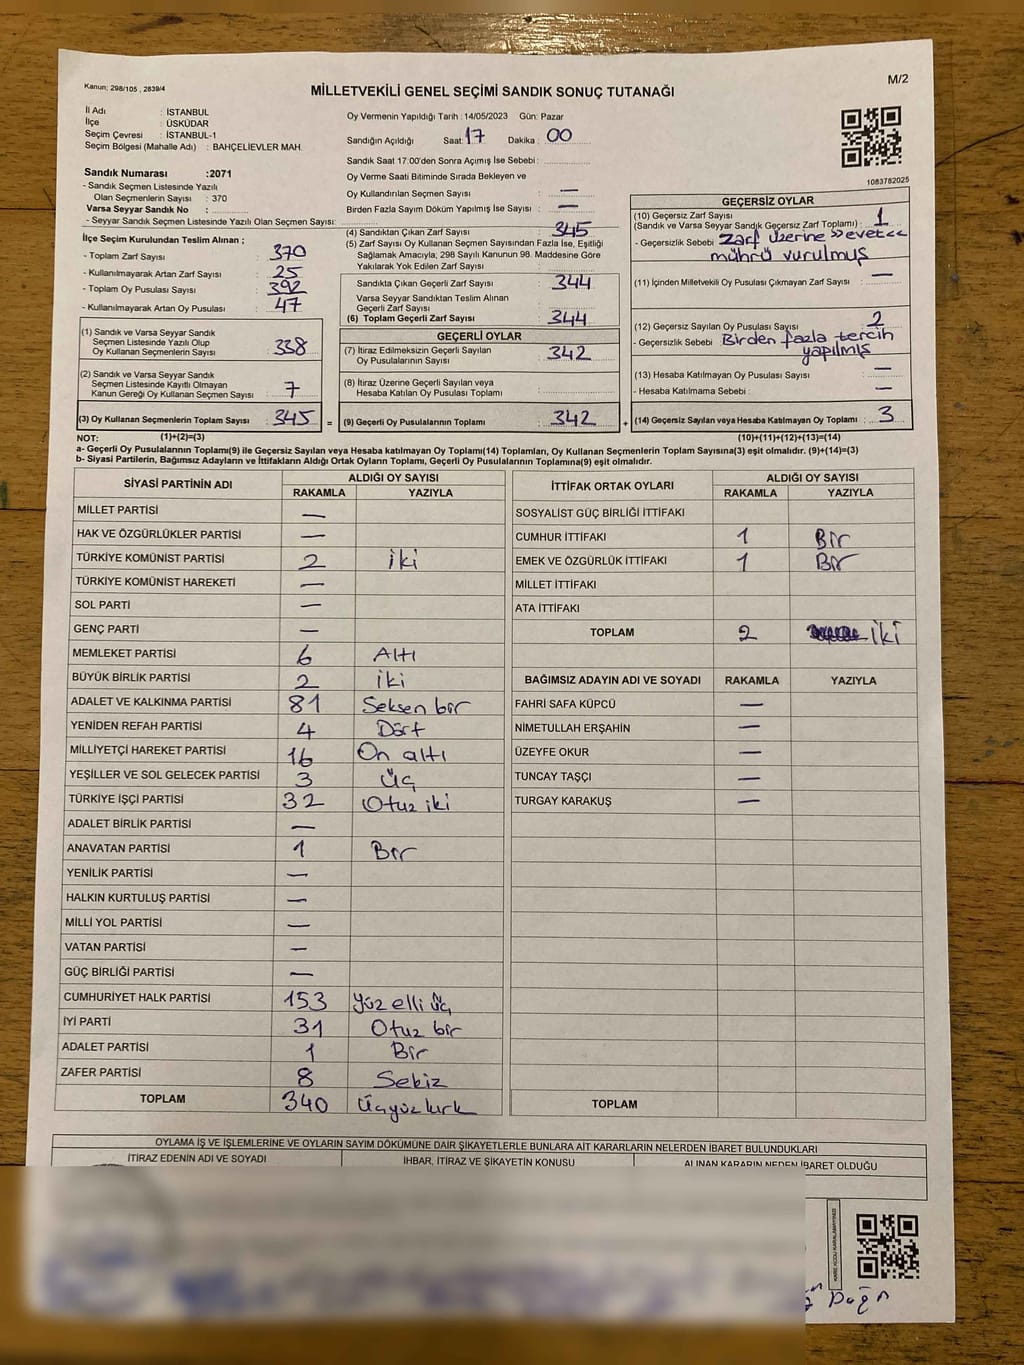 Kanun; 298/105 , 2839/4
M/2
MİLLETVEKİLİ GENEL SEÇİMİ SANDIK SONUÇ TUTANAĞI
İl Adı : İSTANBUL
İlçe : ÜSKÜDAR
Seçim Çevresi : İSTANBUL-1
Seçim Bölgesi (Mahalle Adı) : BAHÇELİEVLER MAH.
Sandık Numarası :2071
- Sandık Seçmen Listesinde Yazılı
Olan Seçmenlerin Sayısı : 370
Varsa Seyyar Sandık No :
- Seyyar Sandık Seçmen Listesinde Yazılı Olan Seçmen Sayısı:
İlçe Seçim Kurulundan Teslim Alınan ;
- Toplam Zarf Sayısı : 370
- Kullanılmayarak Artan Zarf Sayısı : 25
- Toplam Oy Pusulası Sayısı : 392
- Kullanılmayarak Artan Oy Pusulası : 47
(1) Sandık ve Varsa Seyyar Sandık
Seçmen Listesinde Yazılı Olup
Oy Kullanan Seçmenlerin Sayısı : 338
(2) Sandık ve Varsa Seyyar Sandık
Seçmen Listesinde Kayıtlı Olmayan
Kanun Gereği Oy Kullanan Seçmen Sayısı : 7
(3) Oy Kullanan Seçmenlerin Toplam Sayısı : 345
Oy Vermenin Yapıldığı Tarih : 14/05/2023 Gün: Pazar
Sandığın Açıldığı Saat: 17 Dakika : 00
Sandık Saat 17:00'den Sonra Açımış İse Sebebi :
Oy Verme Saati Bitiminde Sırada Bekleyen ve
Oy Kullandırılan Seçmen Sayısı : —
Birden Fazla Sayım Döküm Yapılmış İse Sayısı : —
(4) Sandıktan Çıkan Zarf Sayısı : 345
(5) Zarf Sayısı Oy Kullanan Seçmen Sayısından Fazla İse, Eşitliği
Sağlamak Amacıyla, 298 Sayılı Kanunun 98. Maddesine Göre
Yakılarak Yok Edilen Zarf Sayısı :
Sandıkta Çıkan Geçerli Zarf Sayısı : 344
Varsa Seyyar Sandıktan Teslim Alınan
Geçerli Zarf Sayısı :
(6) Toplam Geçerli Zarf Sayısı : 344
GEÇERLİ OYLAR
(7) İtiraz Edilmeksizin Geçerli Sayılan
Oy Pusulalarının Sayısı : 342
(8) İtiraz Üzerine Geçerli Sayılan veya
Hesaba Katılan Oy Pusulası Toplamı :
= (9) Geçerli Oy Pusulalarının Toplamı : 342
1083782025
GEÇERSİZ OYLAR
(10) Geçersiz Zarf Sayısı
(Sandık ve Varsa Seyyar Sandık Geçersiz Zarf Toplamı) : 1
- Geçersizlik Sebebi : Zarf üzerine >>evet<<
mührü vurulmuş
(11) İçinden Milletvekili Oy Pusulası Çıkmayan Zarf Sayısı : —
(12) Geçersiz Sayılan Oy Pusulası Sayısı : 2
- Geçersizlik Sebebi Birden fazla tercih
yapılmış
(13) Hesaba Katılmayan Oy Pusulası Sayısı : —
- Hesaba Katılmama Sebebi : —
+ (14) Geçersiz Sayılan veya Hesaba Katılmayan Oy Toplamı : 3
NOT: (1)+(2)=(3) (10)+(11)+(12)+(13)=(14)
a- Geçerli Oy Pusulalarının Toplamı(9) ile Geçersiz Sayılan veya Hesaba katılmayan Oy Toplamı(14) Toplamları, Oy Kullanan Seçmenlerin Toplam Sayısına(3) eşit olmalıdır. (9)+(14)=(3)
b- Siyasi Partilerin, Bağımsız Adayların ve İttifakların Aldığı Ortak Oyların Toplamı, Geçerli Oy Pusulalarının Toplamına(9) eşit olmalıdır.
SİYASİ PARTİNİN ADI ALDIĞI OY SAYISI
RAKAMLA YAZIYLA
MİLLET PARTİSİ —
HAK VE ÖZGÜRLÜKLER PARTİSİ —
TÜRKİYE KOMÜNİST PARTİSİ 2 iki
TÜRKİYE KOMÜNİST HAREKETİ —
SOL PARTİ —
GENÇ PARTİ —
MEMLEKET PARTİSİ 6 Altı
BÜYÜK BİRLİK PARTİSİ 2 iki
ADALET VE KALKINMA PARTİSİ 81 Seksen bir
YENİDEN REFAH PARTİSİ 4 Dört
MİLLİYETÇİ HAREKET PARTİSİ 16 On altı
YEŞİLLER VE SOL GELECEK PARTİSİ 3 Üç
TÜRKİYE İŞÇİ PARTİSİ 32 Otuz iki
ADALET BİRLİK PARTİSİ —
ANAVATAN PARTİSİ 1 Bir
YENİLİK PARTİSİ —
HALKIN KURTULUŞ PARTİSİ —
MİLLİ YOL PARTİSİ —
VATAN PARTİSİ —
GÜÇ BİRLİĞİ PARTİSİ —
CUMHURİYET HALK PARTİSİ 153 Yüz elli üç
İYİ PARTİ 31 Otuz bir
ADALET PARTİSİ 1 Bir
ZAFER PARTİSİ 8 Sekiz
TOPLAM 340 Üçyüz kırk
İTTİFAK ORTAK OYLARI ALDIĞI OY SAYISI
RAKAMLA YAZIYLA
SOSYALIST GÜÇ BİRLİĞİ İTTİFAKI
CUMHUR İTTİFAKI 1 Bir
EMEK VE ÖZGÜRLÜK İTTİFAKI 1 Bir
MİLLET İTTİFAKI
ATA İTTİFAKI
TOPLAM 2 iki
BAĞIMSIZ ADAYIN ADI VE SOYADI RAKAMLA YAZIYLA
FAHRİ SAFA KÜPCÜ —
NİMETULLAH ERŞAHİN —
ÜZEYFE OKUR —
TUNCAY TAŞÇI —
TURGAY KARAKUŞ —
TOPLAM
OYLAMA İŞ VE İŞLEMLERİNE VE OYLARIN SAYIM DÖKÜMÜNE DAİR ŞİKAYETLERLE BUNLARA AİT KARARLARIN NELERDEN İBARET BULUNDUKLARI
İTİRAZ EDENİN ADI VE SOYADI İHBAR, İTİRAZ VE ŞİKAYETİN KONUSU ALINAN KARARIN NEDEN İBARET OLDUĞU